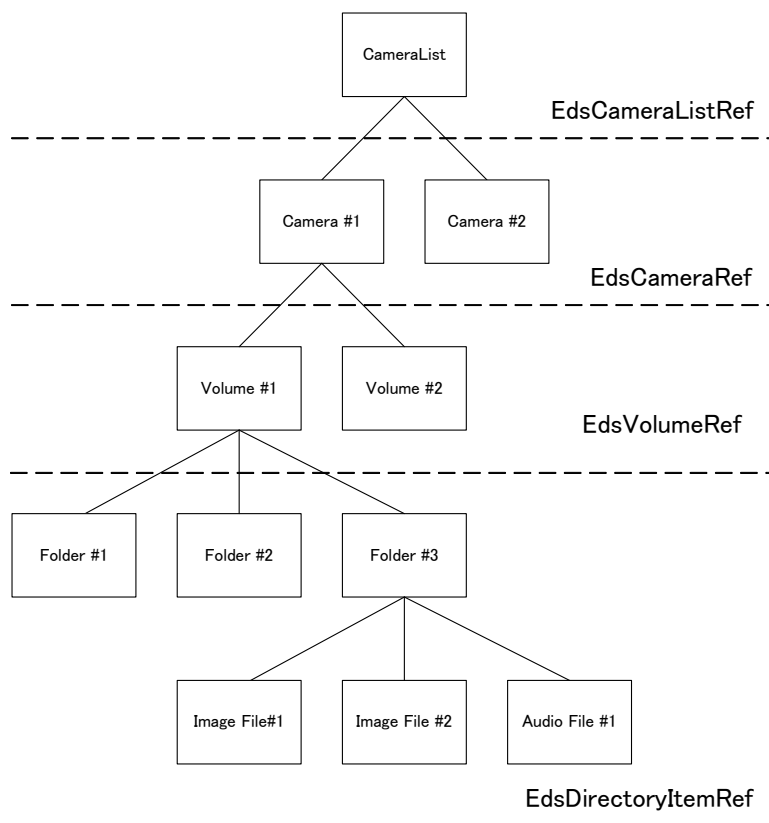 CameraList
EdsCameraListRef
Camera #1
Camera #2
EdsCameraRef
Volume #1
Volume #2
EdsVolumeRef
Folder #1
Folder #2
Folder #3
Image File#1
Image File #2
Audio File #1
EdsDirectoryItemRef